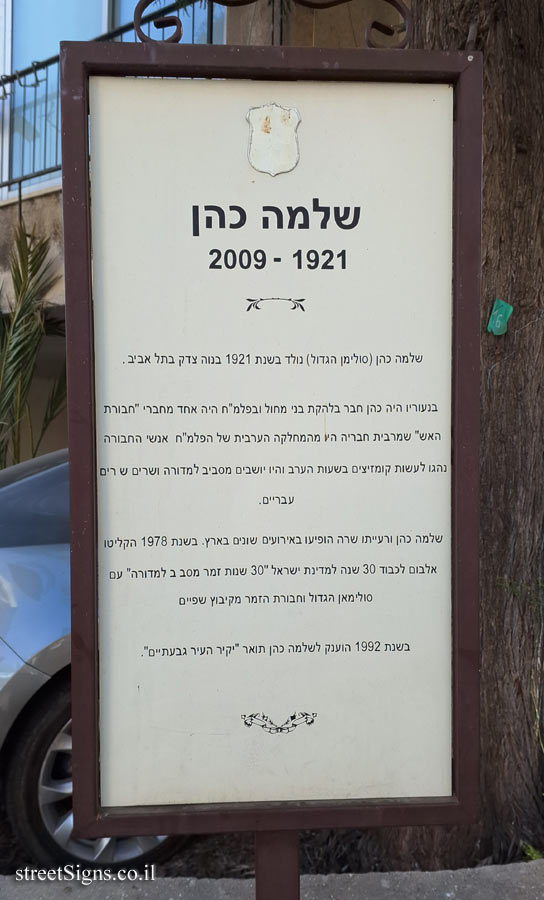 שלמה כהן
1921 - 2009
שלמה כהן (סולימן הגדול) נולד בשנת 1921 בנוה צדק בתל אביב .
בנעוריו היה כהן חבר בלהקת בני מחול ובפלמ"ח היה אחד מחברי "חבורת
האש" שמרבית חבריה היו מהמחלקה הערבית של הפלמ"ח אנשי החבורה
נהגו לעשות קומזיצים בשעות הערב והיו יושבים מסביב למדורה ושרים ש רים
עבריים.
שלמה כהן ורעייתו שרה הופיעו באירועים שונים בארץ. בשנת 1978 הקליטו
אלבום לכבוד 30 שנה למדינת ישראל "30 שנות זמר מסב ב למדורה" עם
סולימאן הגדול וחבורת הזמר מקיבוץ שפיים
בשנת 1992 הוענק לשלמה כהן תואר "יקיר העיר גבעתיים".
16
streetSigns.co.il